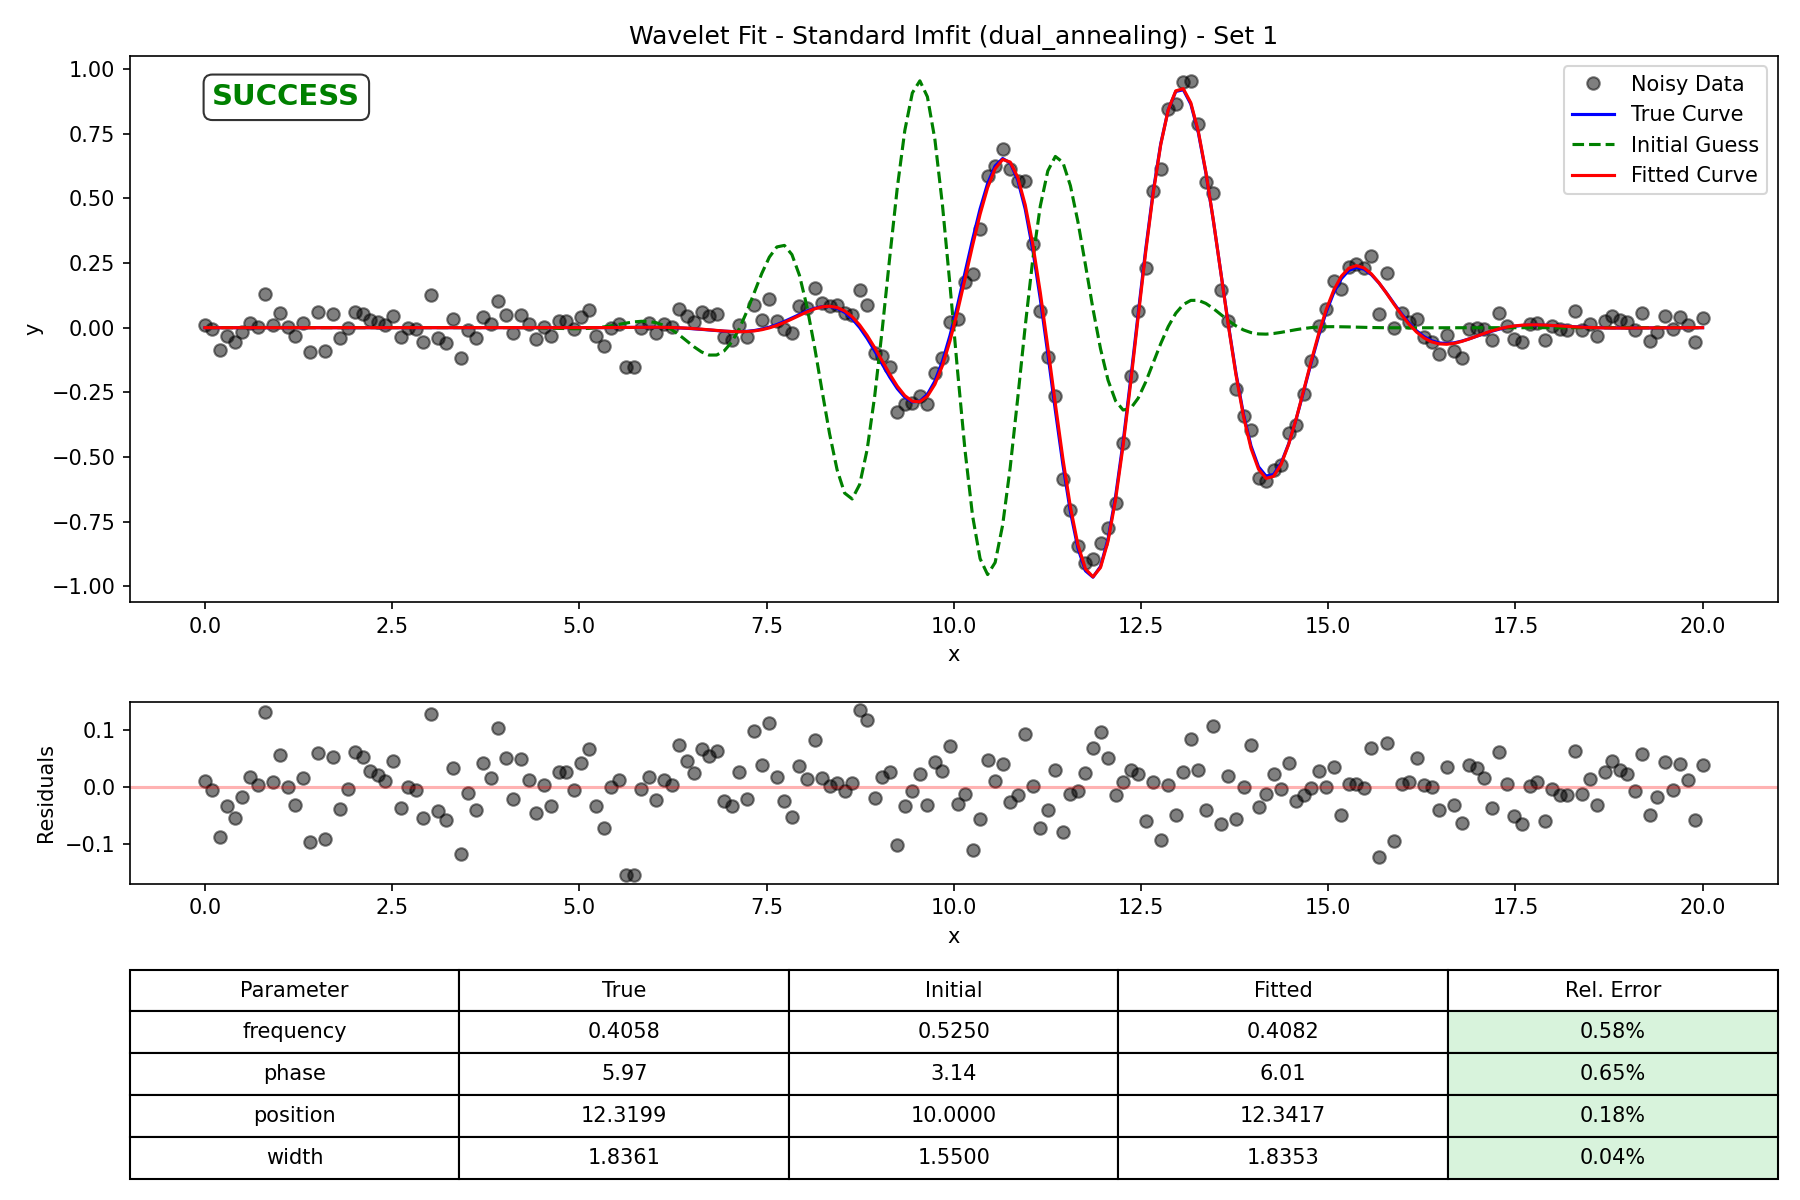 Wavelet Fit - Standard lmfit (dual_annealing) - Set 1
SUCCESS
Noisy Data
True Curve
Initial Guess
Fitted Curve
1.00
0.75
0.50
0.25
0.00
−0.25
−0.50
−0.75
−1.00
y
0.0 2.5 5.0 7.5 10.0 12.5 15.0 17.5 20.0
x
0.1
0.0
−0.1
Residuals
0.0 2.5 5.0 7.5 10.0 12.5 15.0 17.5 20.0
x
Parameter True Initial Fitted Rel. Error
frequency 0.4058 0.5250 0.4082 0.58%
phase 5.97 3.14 6.01 0.65%
position 12.3199 10.0000 12.3417 0.18%
width 1.8361 1.5500 1.8353 0.04%